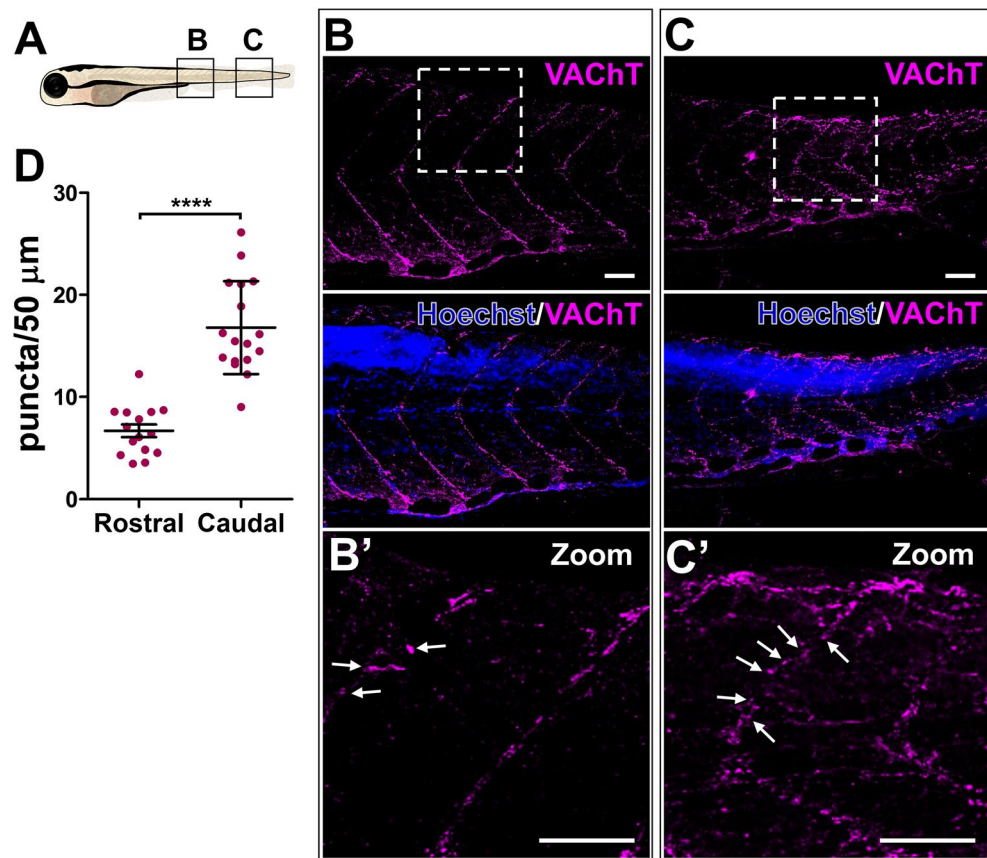 A
B
C
D
30
20
10
0
puncta/50 μm
****
Rostral
Caudal
B
VAChT
Hoechst/VAChT
B’
Zoom
C
VAChT
Hoechst/VAChT
C’
Zoom